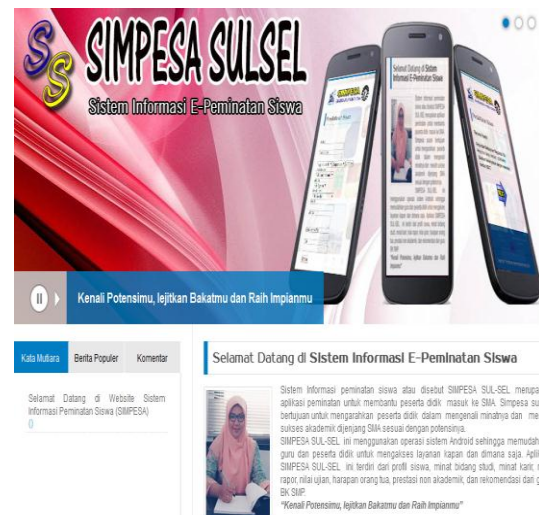 SS
SIMPESA SULSEL
Sistem Informasi E-Peminatan Siswa
Selamat Datang di Sistem
Informasi E-Peminatan Siswa
Kenali Potensimu, lejitkan Bakatmu dan Raih Impianmu
Kata Mutiara
Berita Populer
Komentar
Selamat Datang di Website Sistem
Informasi Peminatan Siswa (SIMPESA)
()
Selamat Datang di Sistem Informasi E-Peminatan Siswa
Sistem Informasi peminatan siswa atau disebut SIMPESA SUL-SEL merupa
aplikasi peminatan untuk membantu peserta didik masuk ke SMA. Simpesa su
bertujuan untuk mengarahkan peserta didik dalam mengenali minatnya dan me
sukses akademik dijenjang SMA sesuai dengan potensinya.
SIMPESA SUL-SEL ini menggunakan operasi sistem Android sehingga memudah
guru dan peserta didik untuk mengakses layanan kapan dan dimana saja. Aplik
SIMPESA SUL-SEL ini terdiri dari profil siswa, minat bidang studi, minat karir, n
rapor, nilai ujian, harapan orang tua, prestasi non akademik, dan rekomendasi dari g
BK SMP.
"Kenali Potensimu, lejitkan Bakatmu dan Raih Impianmu"